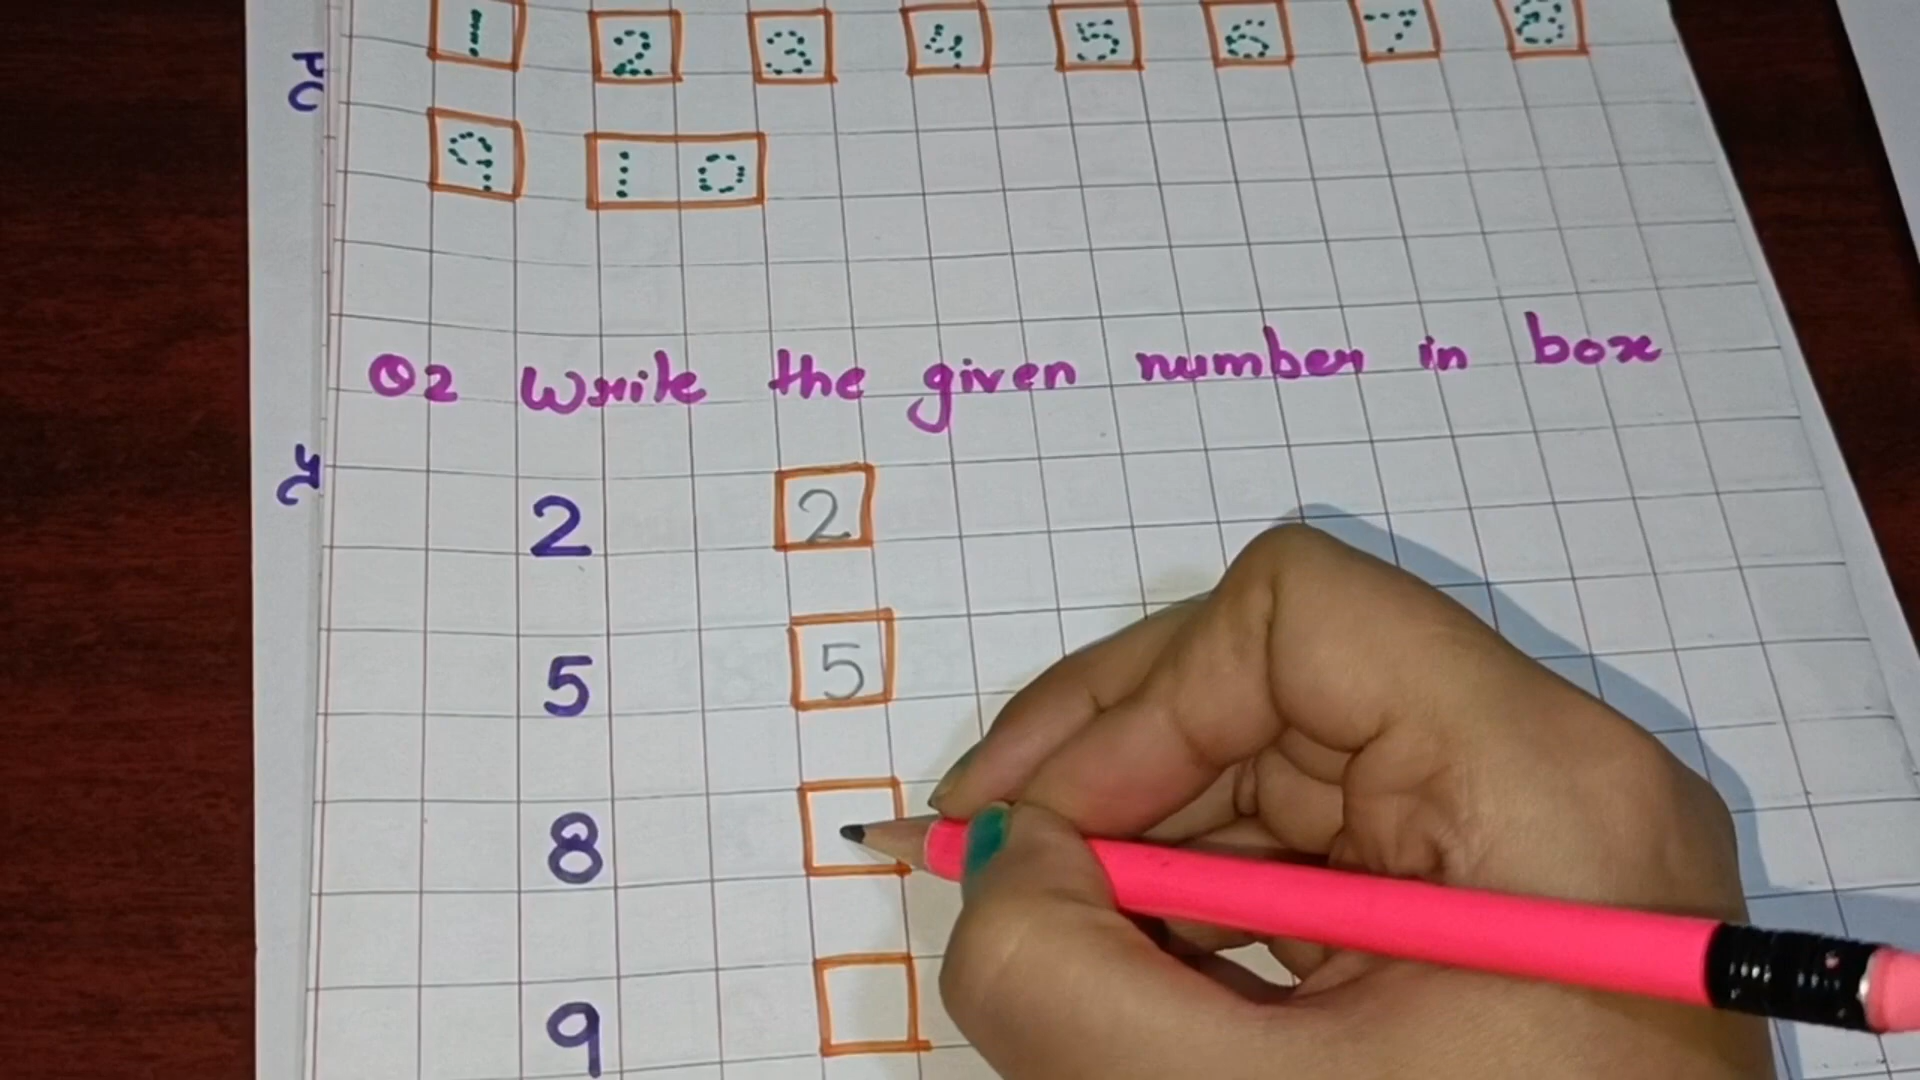 1 2 3 4 5 6 7 8
9 10
Q2 Write the given number in box
2 2
5 5
8
9